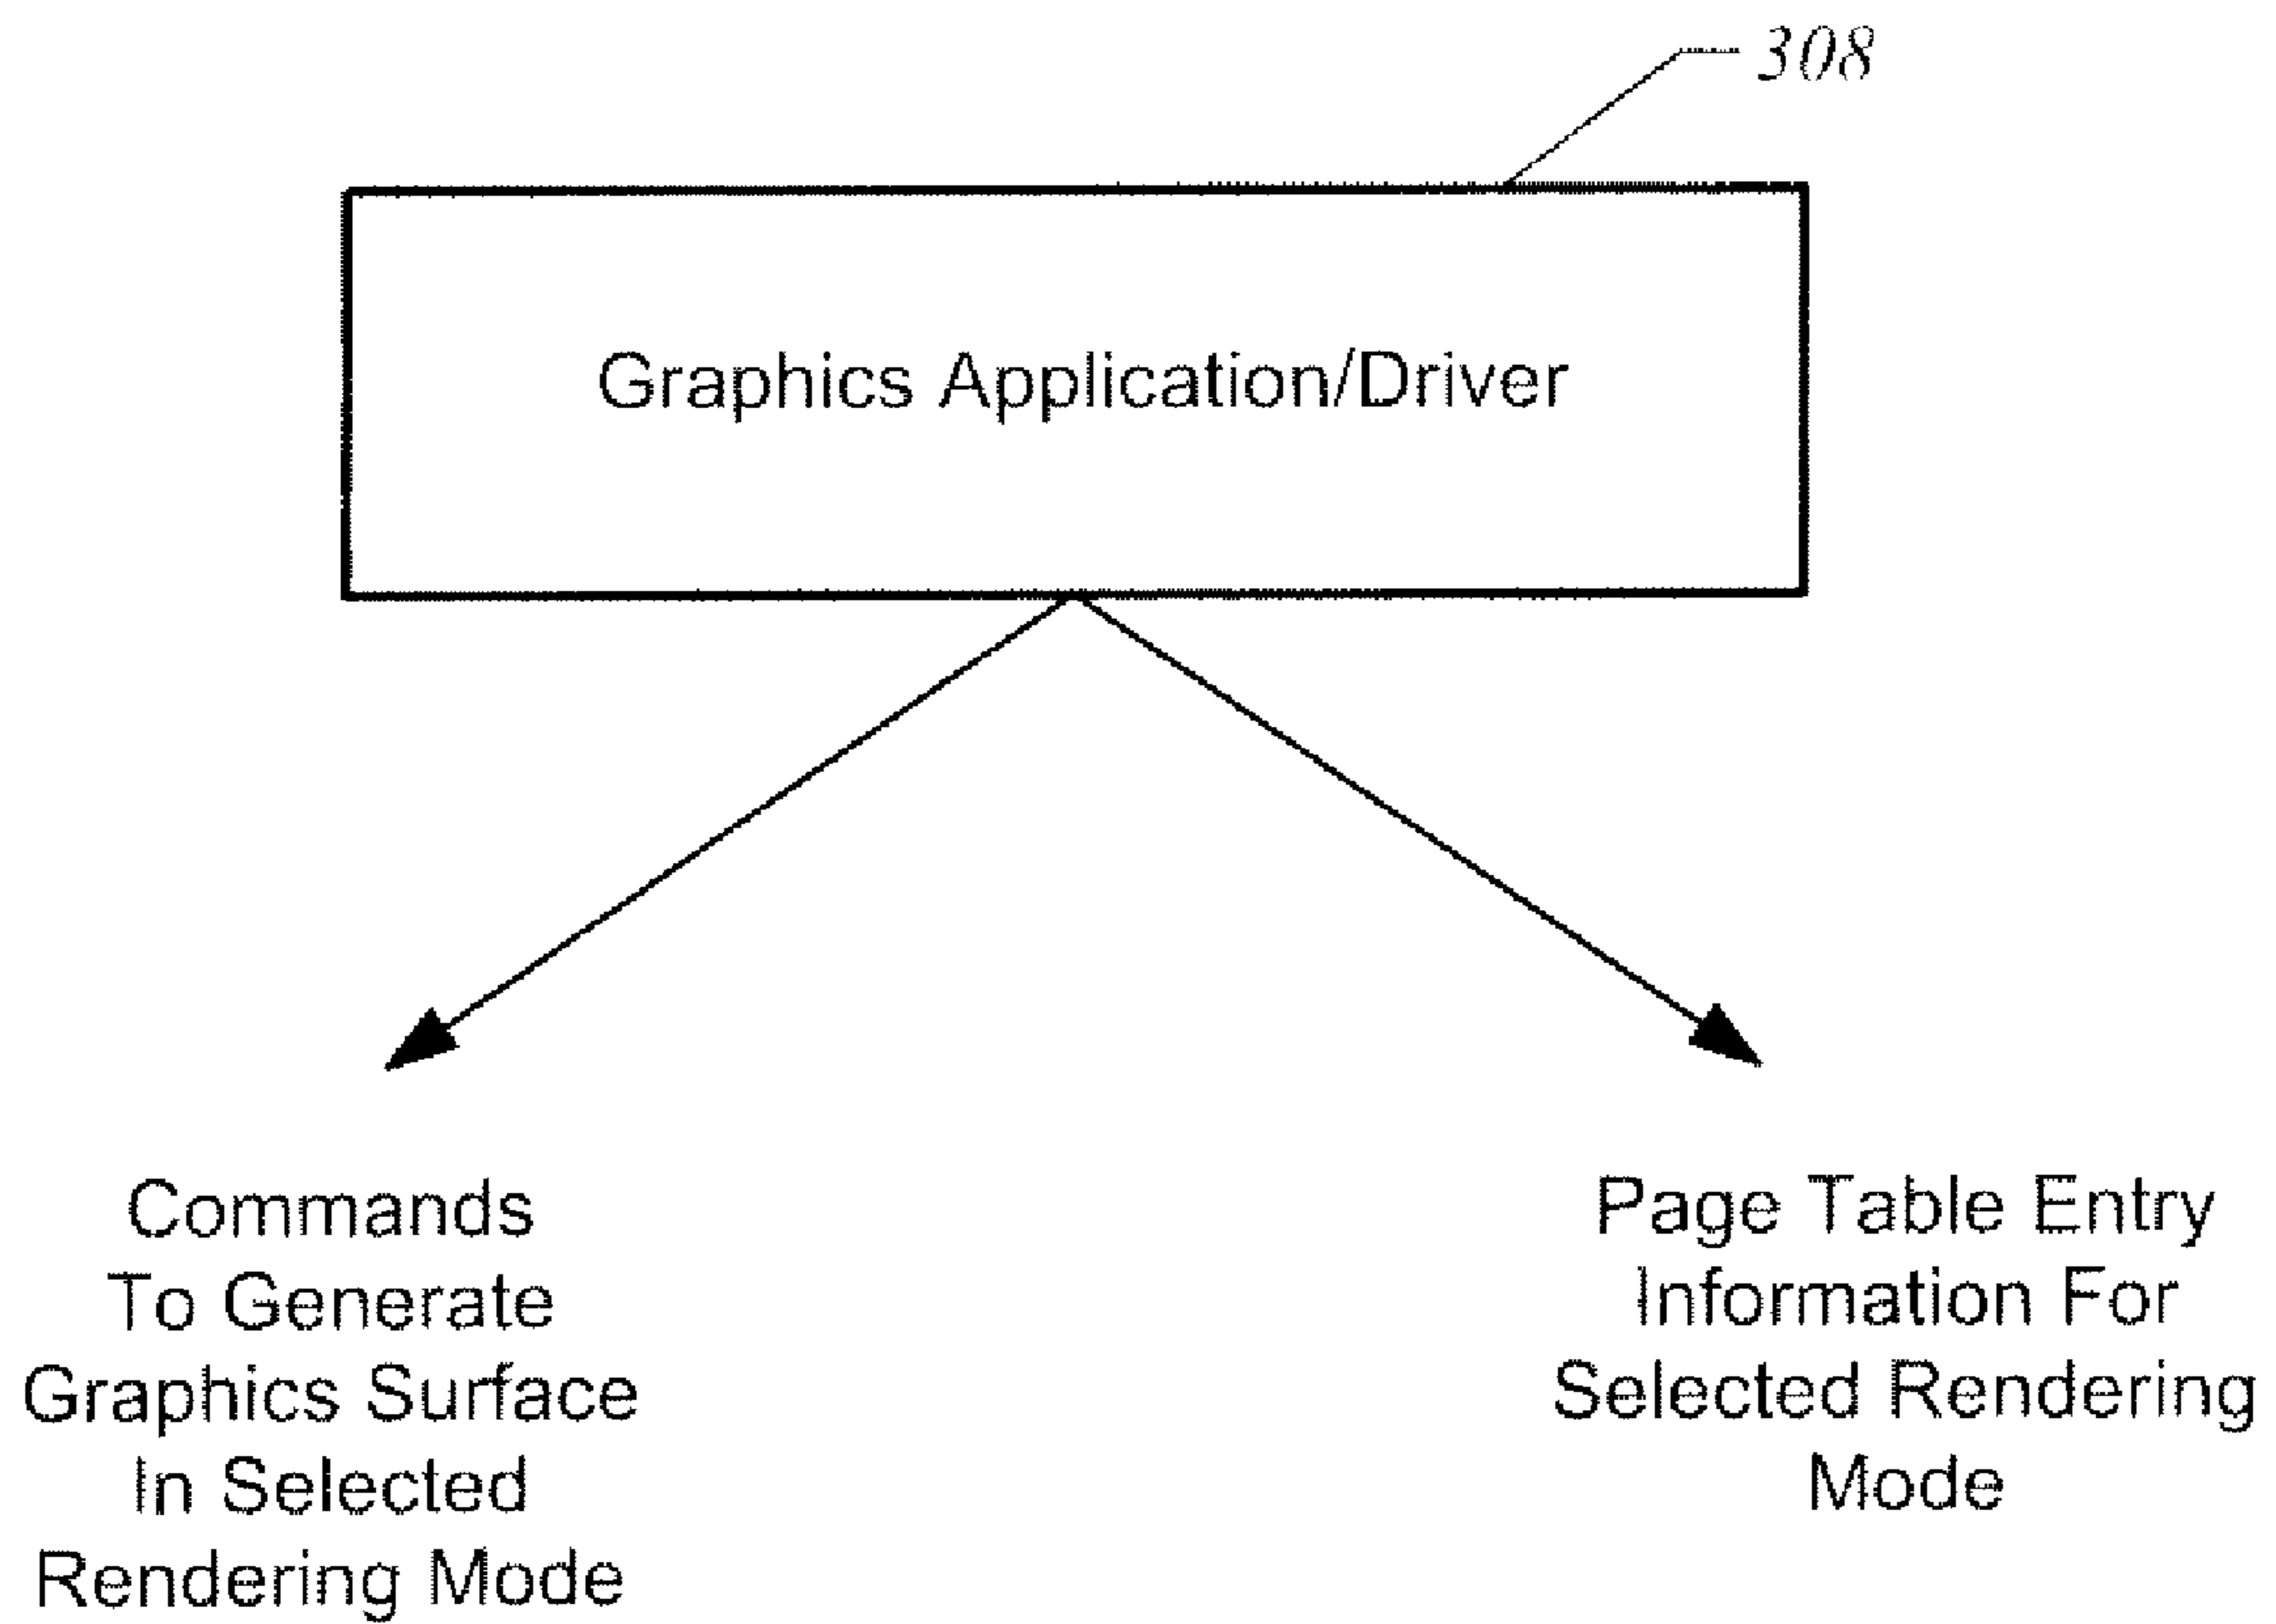 308
Graphics Application/Driver
Commands
To Generate
Graphics Surface
In Selected
Rendering Mode
Page Table Entry
Information For
Selected Rendering
Mode